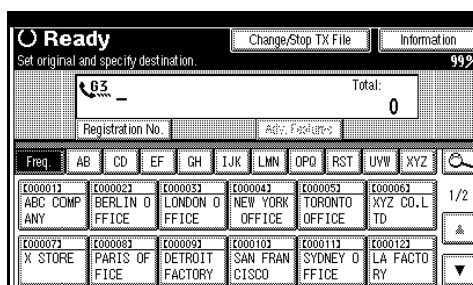 Ready
Change/Stop TX File
Information
Set original and specify destination.
99%
G3
Total:
0
Registration No.
Adv. Features
Freq. AB CD EF GH IJK LMN OPQ RST UVW XYZ
[00001] [00002] [00003] [00004] [00005] [00006]
ABC COMP BERLIN O LONDON O NEW YORK TORONTO XYZ CO.L
ANY FFICE FFICE OFFICE OFFICE TD
1/2
[00007] [00008] [00009] [00010] [00011] [00012]
X STORE PARIS OF DETROIT SAN FRAN SYDNEY O LA FACTO
FICE FACTORY CISCO FFICE RY